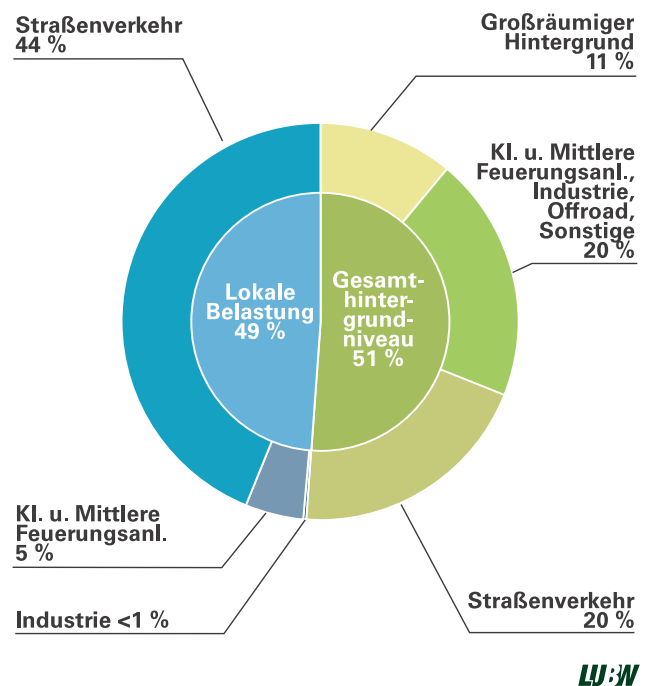 Straßenverkehr
44 %
Großräumiger
Hintergrund
11 %
Kl. u. Mittlere
Feuerungsanl.,
Industrie,
Offroad,
Sonstige
20 %
Lokale
Belastung
49 %
Gesamt-
hinter-
grund-
niveau
51 %
Kl. u. Mittlere
Feuerungsanl.
5 %
Industrie <1 %
Straßenverkehr
20 %
LUBW